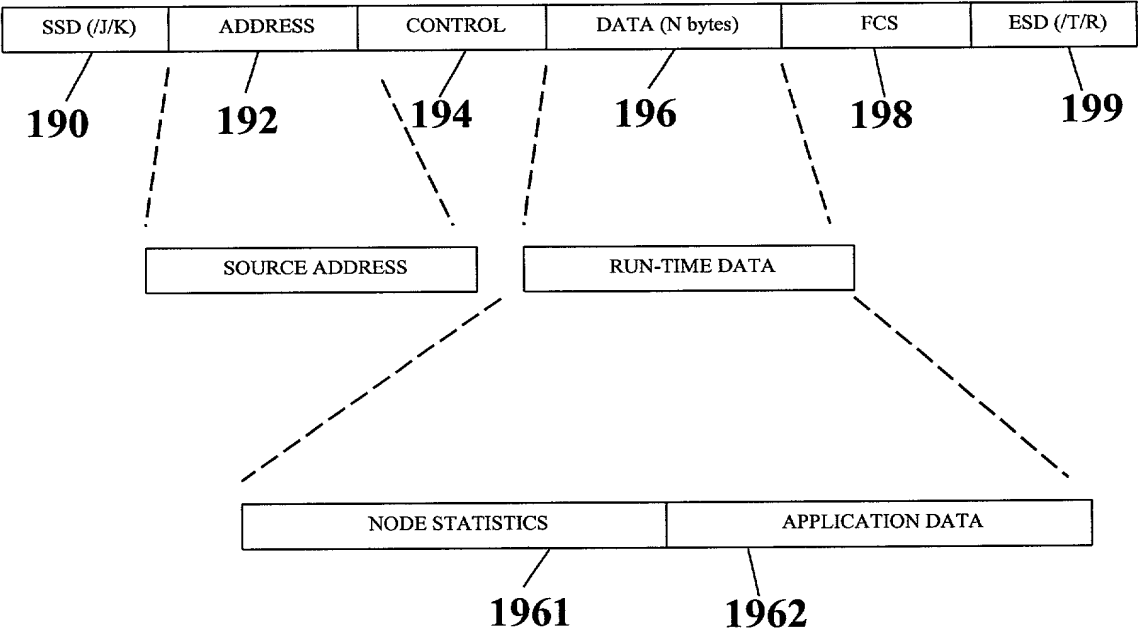 SSD (/J/K) ADDRESS CONTROL DATA (N bytes) FCS ESD (/T/R)
190 192 194 196 198 199
SOURCE ADDRESS RUN-TIME DATA
NODE STATISTICS APPLICATION DATA
1961 1962